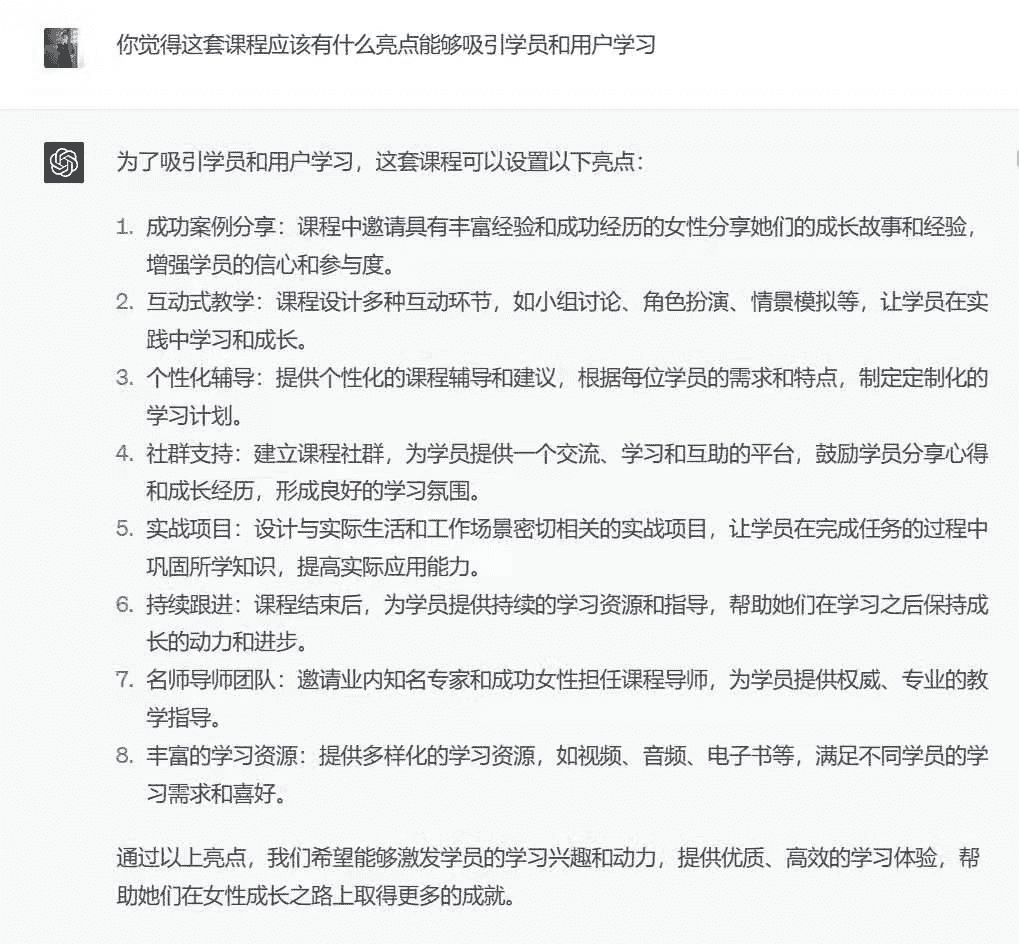 你觉得这套课程应该有什么亮点能够吸引学员和用户学习
为了吸引学员和用户学习，这套课程可以设置以下亮点：
1. 成功案例分享：课程中邀请具有丰富经验和成功经历的女性分享她们的成长故事和经验，
增强学员的信心和参与度。
2. 互动式教学：课程设计多种互动环节，如小组讨论、角色扮演、情景模拟等，让学员在实
践中学习和成长。
3. 个性化辅导：提供个性化的课程辅导和建议，根据每位学员的需求和特点，制定定制化的
学习计划。
4. 社群支持：建立课程社群，为学员提供一个交流、学习和互助的平台，鼓励学员分享心得
和成长经历，形成良好的学习氛围。
5. 实战项目：设计与实际生活和工作场景密切相关的实战项目，让学员在完成任务的过程中
巩固所学知识，提高实际应用能力。
6. 持续跟进：课程结束后，为学员提供持续的学习资源和指导，帮助她们在学习之后保持成
长的动力和进步。
7. 名师导师团队：邀请业内知名专家和成功女性担任课程导师，为学员提供权威、专业的教
学指导。
8. 丰富的学习资源：提供多样化的学习资源，如视频、音频、电子书等，满足不同学员的学
习需求和喜好。
通过以上亮点，我们希望能够激发学员的学习兴趣和动力，提供优质、高效的学习体验，帮
助她们在女性成长之路上取得更多的成就。